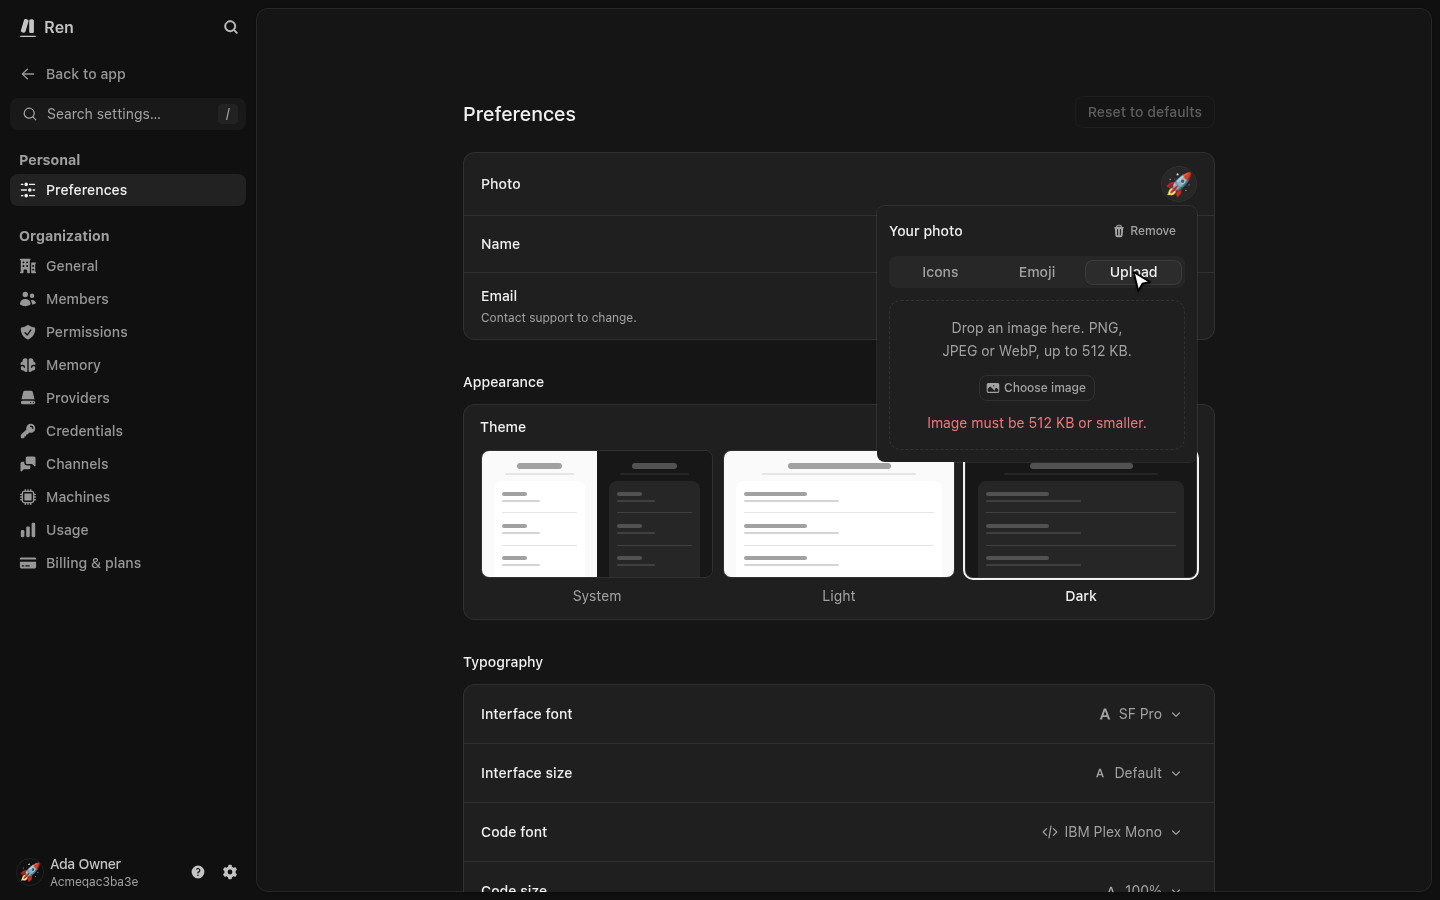 Ren
Back to app
Search settings...
/
Personal
Preferences
Organization
General
Members
Permissions
Memory
Providers
Credentials
Channels
Machines
Usage
Billing & plans
Ada Owner
Acmeqac3ba3e
Preferences
Reset to defaults
Photo
Name
Email
Contact support to change.
Your photo
Remove
Icons
Emoji
Upload
Drop an image here. PNG,
JPEG or WebP, up to 512 KB.
Choose image
Image must be 512 KB or smaller.
Appearance
Theme
System
Light
Dark
Typography
Interface font
A SF Pro
Interface size
A Default
Code font
</> IBM Plex Mono
Code size
A 100%